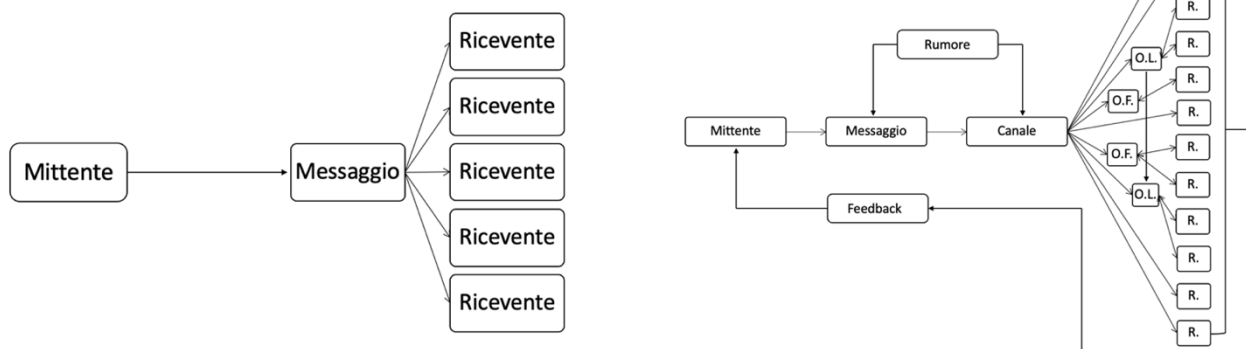 Mittente
Messaggio
Ricevente
Ricevente
Ricevente
Ricevente
Ricevente
Rumore
Mittente
Messaggio
Canale
Feedback
O.L.
O.F.
O.F.
O.L.
R.
R.
R.
R.
R.
R.
R.
R.
R.
R.